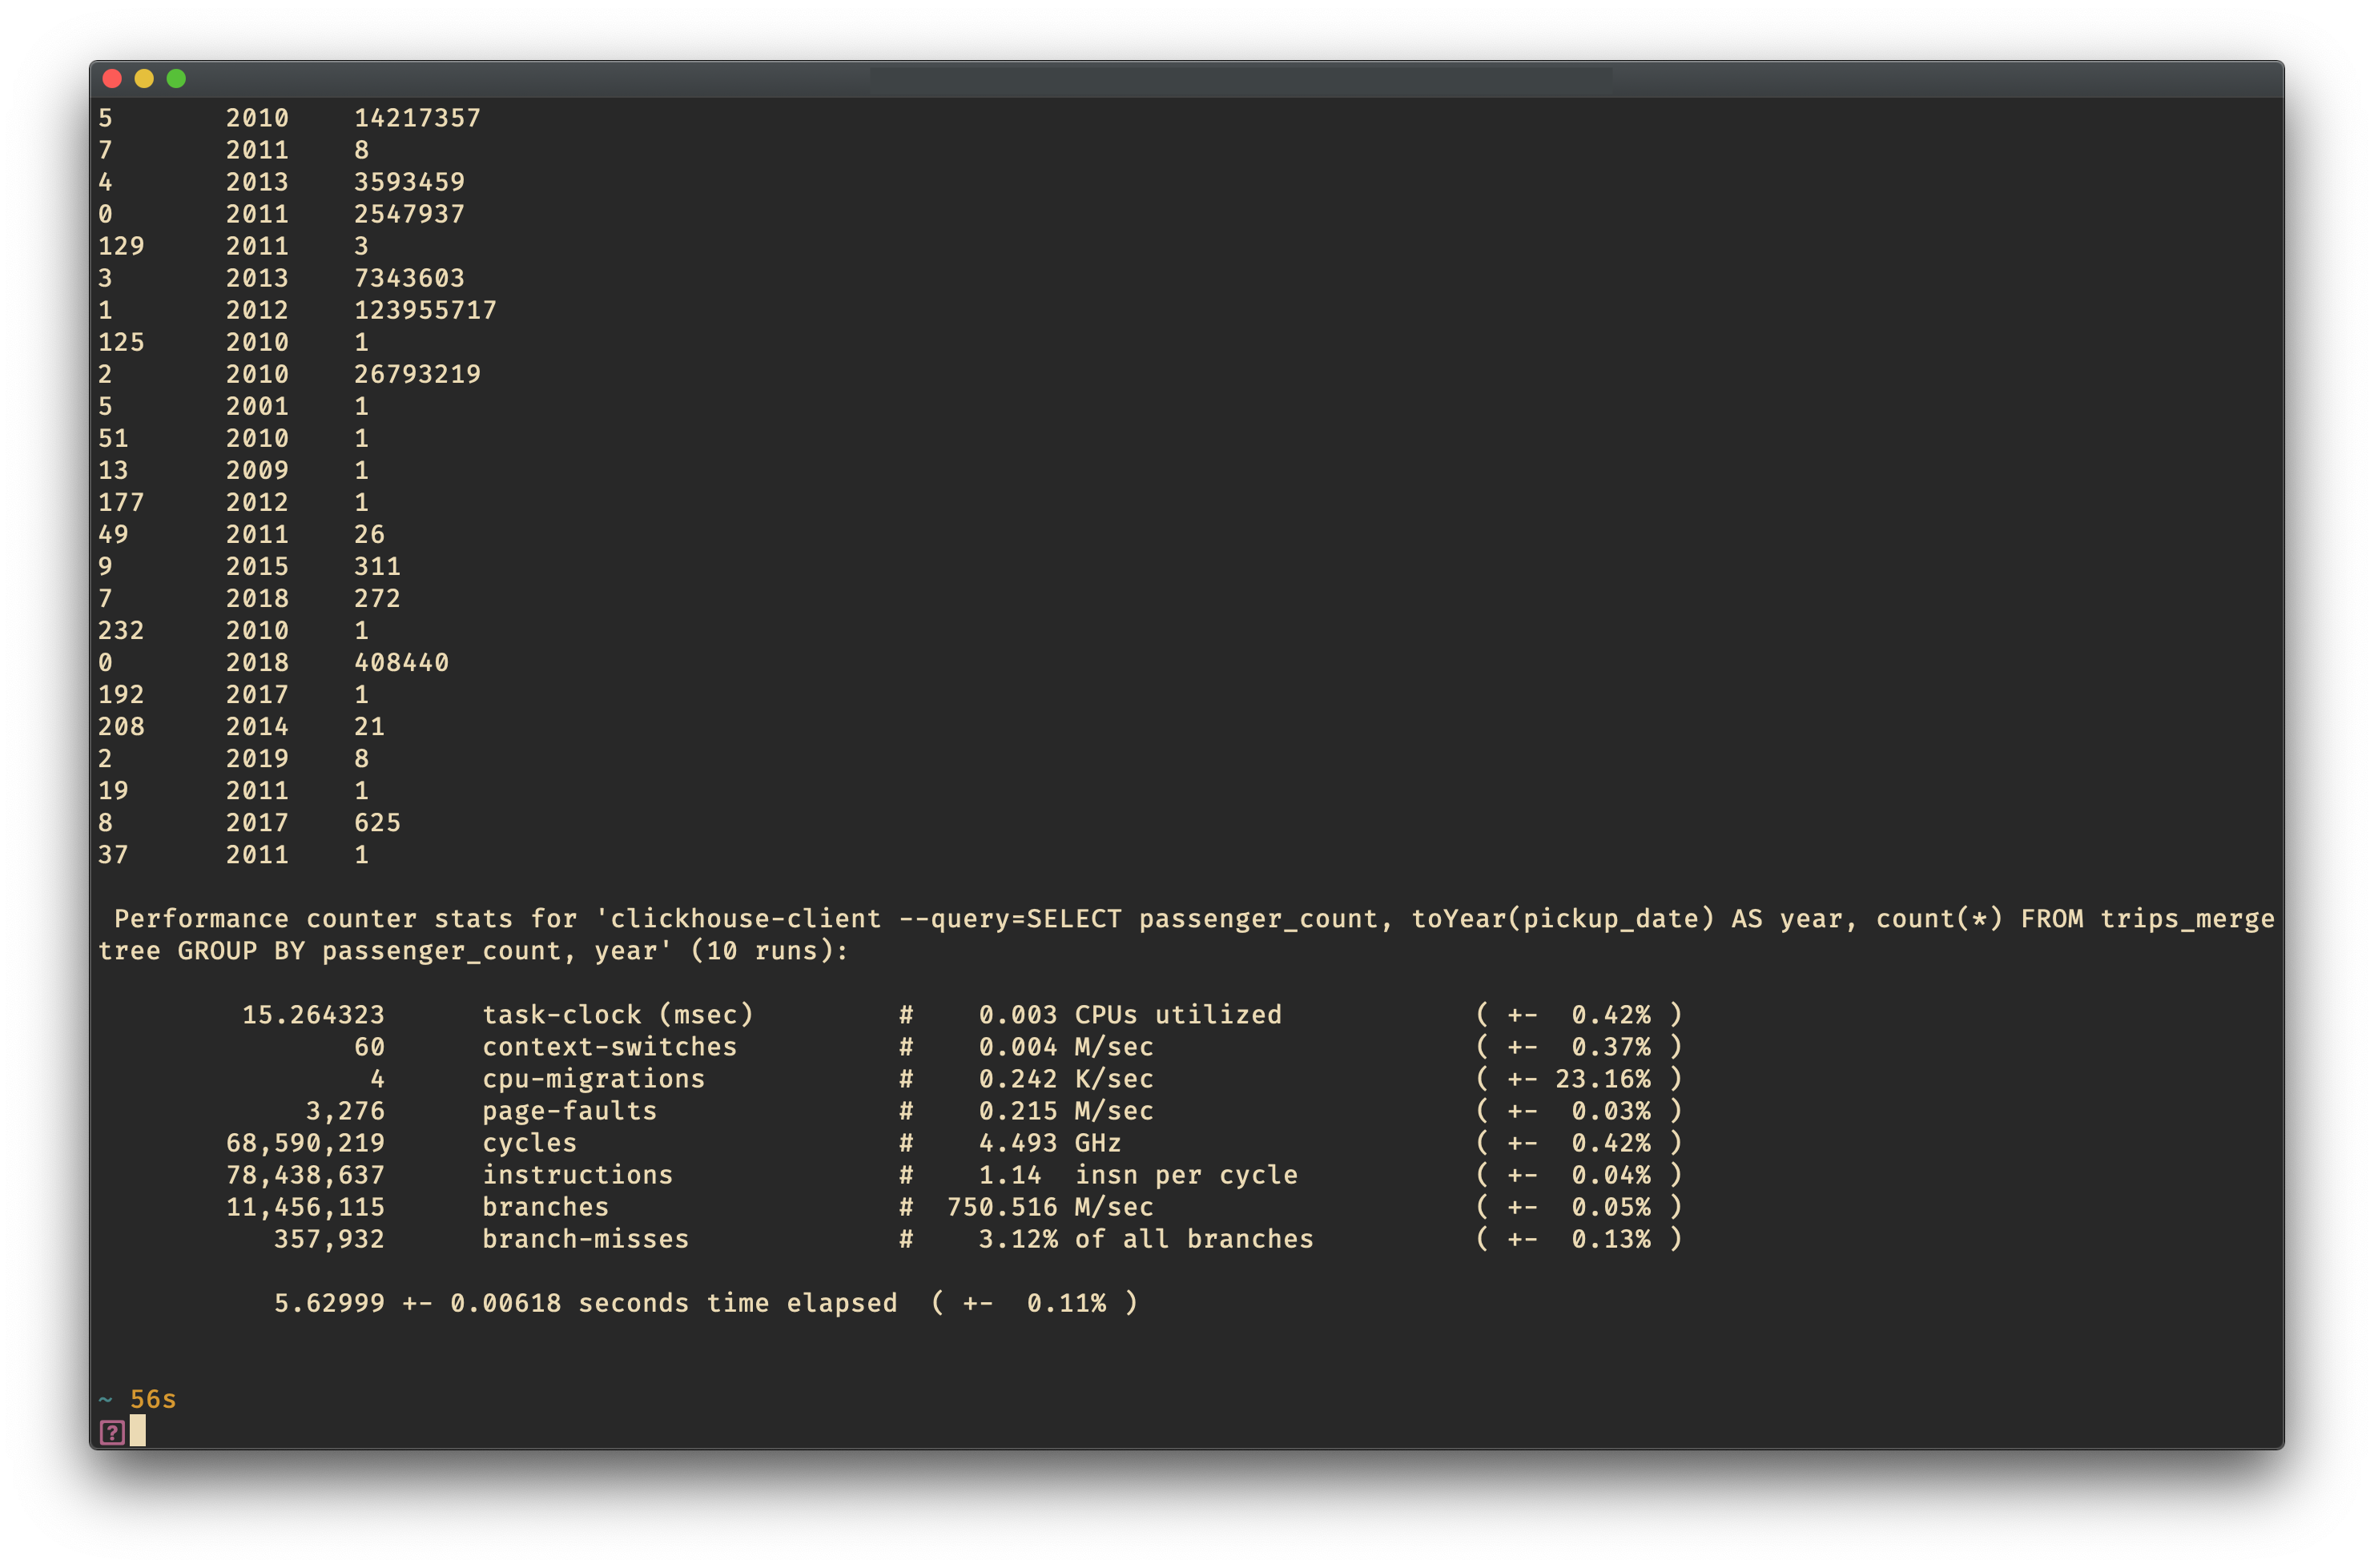 5       2010    14217357
7       2011    8
4       2013    3593459
0       2011    2547937
129     2011    3
3       2013    7343603
1       2012    123955717
125     2010    1
2       2010    26793219
5       2001    1
51      2010    1
13      2009    1
177     2012    1
49      2011    26
9       2015    311
7       2018    272
232     2010    1
0       2018    408440
192     2017    1
208     2014    21
2       2019    8
19      2011    1
8       2017    625
37      2011    1
 Performance counter stats for 'clickhouse-client --query=SELECT passenger_count, toYear(pickup_date) AS year, count(*) FROM trips_merge
tree GROUP BY passenger_count, year' (10 runs):
         15.264323      task-clock (msec)         #    0.003 CPUs utilized            ( +-  0.42% )
                60      context-switches          #    0.004 M/sec                    ( +-  0.37% )
                 4      cpu-migrations            #    0.242 K/sec                    ( +- 23.16% )
             3,276      page-faults               #    0.215 M/sec                    ( +-  0.03% )
        68,590,219      cycles                    #    4.493 GHz                      ( +-  0.42% )
        78,438,637      instructions              #    1.14  insn per cycle           ( +-  0.04% )
        11,456,115      branches                  #  750.516 M/sec                    ( +-  0.05% )
           357,932      branch-misses             #    3.12% of all branches          ( +-  0.13% )
           5.62999 +- 0.00618 seconds time elapsed  ( +-  0.11% )
~ 56s
?